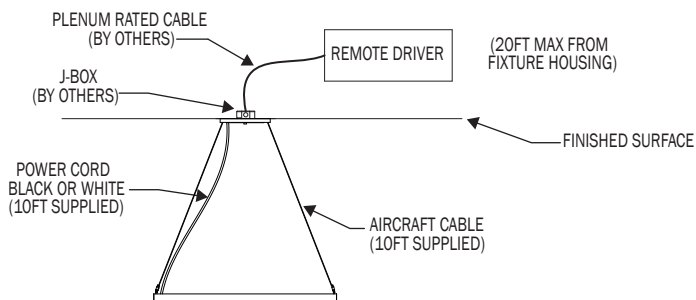 PLENUM RATED CABLE
(BY OTHERS)
REMOTE DRIVER
(20FT MAX FROM
FIXTURE HOUSING)
J-BOX
(BY OTHERS)
FINISHED SURFACE
POWER CORD
BLACK OR WHITE
(10FT SUPPLIED)
AIRCRAFT CABLE
(10FT SUPPLIED)